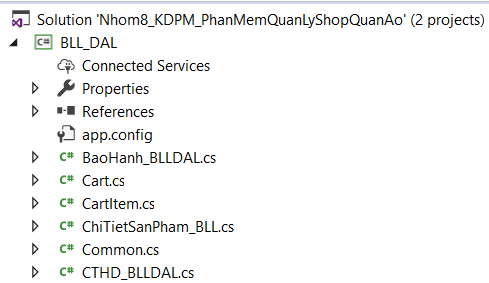 Solution 'Nhom8_KDPM_PhanMemQuanLyShopQuanAo' (2 projects)
C# BLL_DAL
Connected Services
Properties
References
app.config
C# BaoHanh_BLLDAL.cs
C# Cart.cs
C# CartItem.cs
C# ChiTietSanPham_BLL.cs
C# Common.cs
C# CTHD_BLLDAL.cs